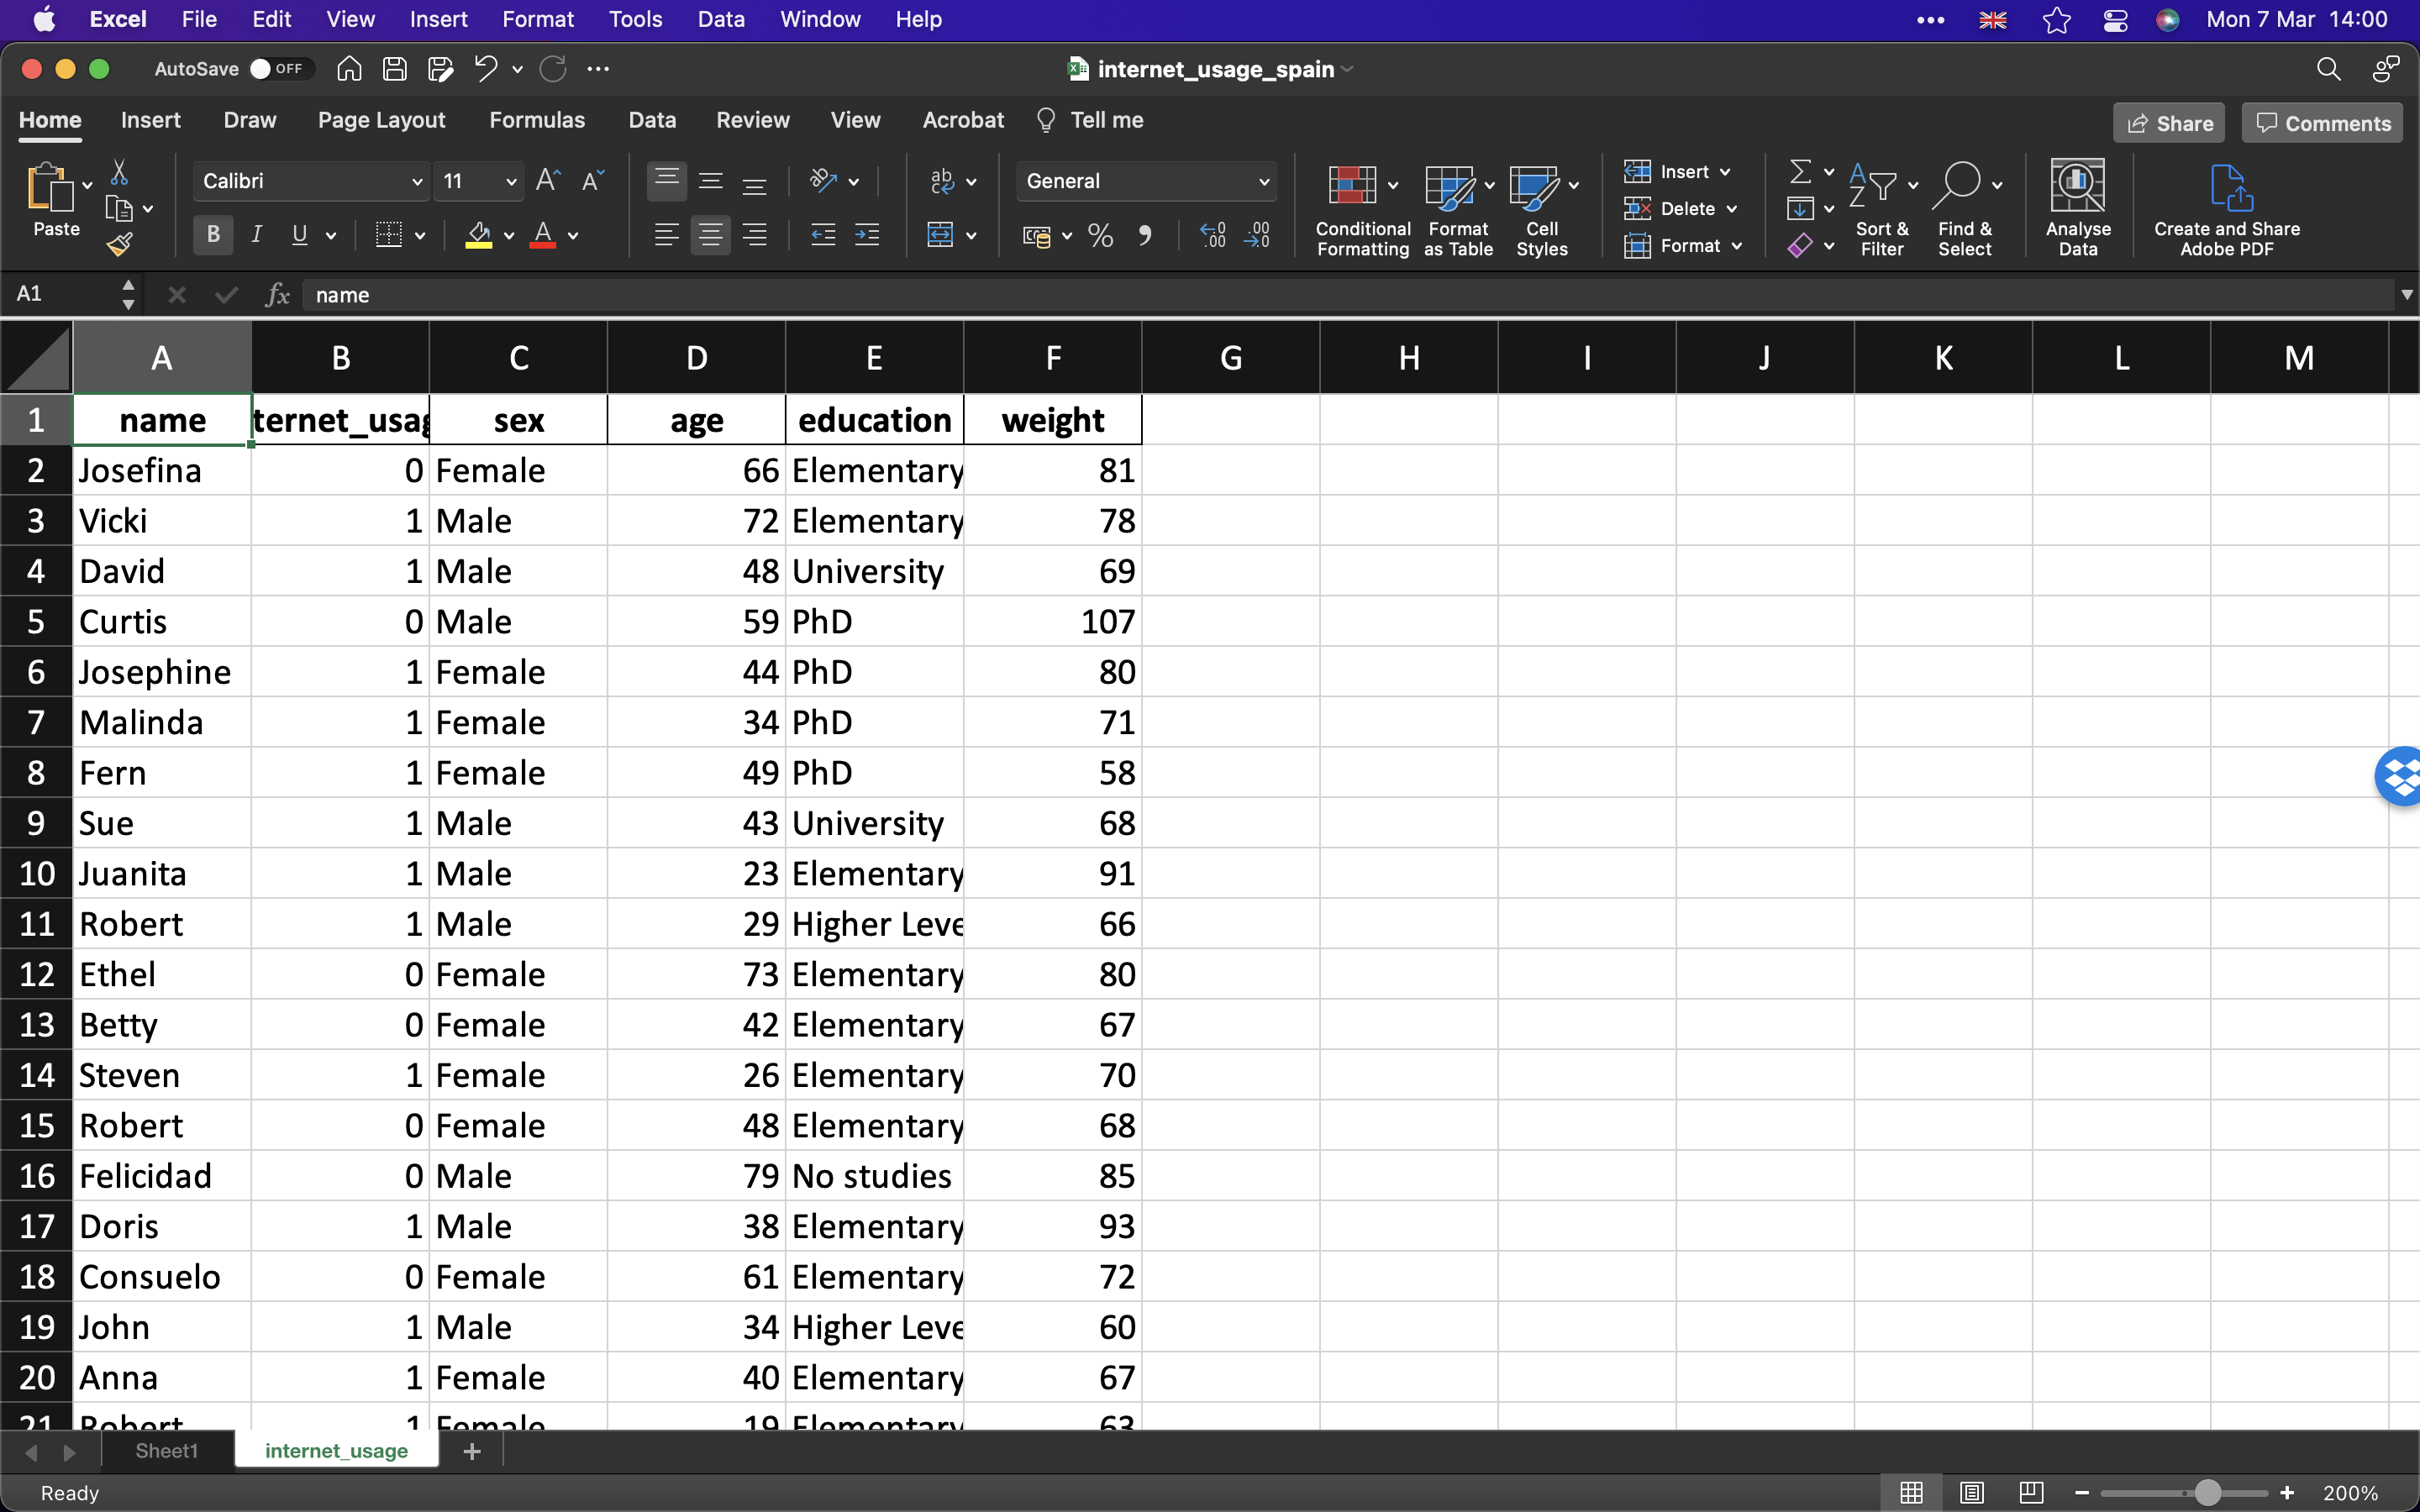 Excel File Edit View Insert Format Tools Data Window Help Mon 7 Mar 14:00
AutoSave OFF internet_usage_spain
Home Insert Draw Page Layout Formulas Data Review View Acrobat Tell me Share Comments
Paste Calibri 11 General Conditional Formatting Format as Table Cell Styles Insert Delete Format Sort & Filter Find & Select Analyse Data Create and Share Adobe PDF
A1 fx name
A B C D E F G H I J K L M
1 name ternet_usag sex age education weight
2 Josefina 0 Female 66 Elementary 81
3 Vicki 1 Male 72 Elementary 78
4 David 1 Male 48 University 69
5 Curtis 0 Male 59 PhD 107
6 Josephine 1 Female 44 PhD 80
7 Malinda 1 Female 34 PhD 71
8 Fern 1 Female 49 PhD 58
9 Sue 1 Male 43 University 68
10 Juanita 1 Male 23 Elementary 91
11 Robert 1 Male 29 Higher Leve 66
12 Ethel 0 Female 73 Elementary 80
13 Betty 0 Female 42 Elementary 67
14 Steven 1 Female 26 Elementary 70
15 Robert 0 Female 48 Elementary 68
16 Felicidad 0 Male 79 No studies 85
17 Doris 1 Male 38 Elementary 93
18 Consuelo 0 Female 61 Elementary 72
19 John 1 Male 34 Higher Leve 60
20 Anna 1 Female 40 Elementary 67
21 Robert 1 Female 19 Elementary 63
Sheet1 internet_usage +
Ready 200%